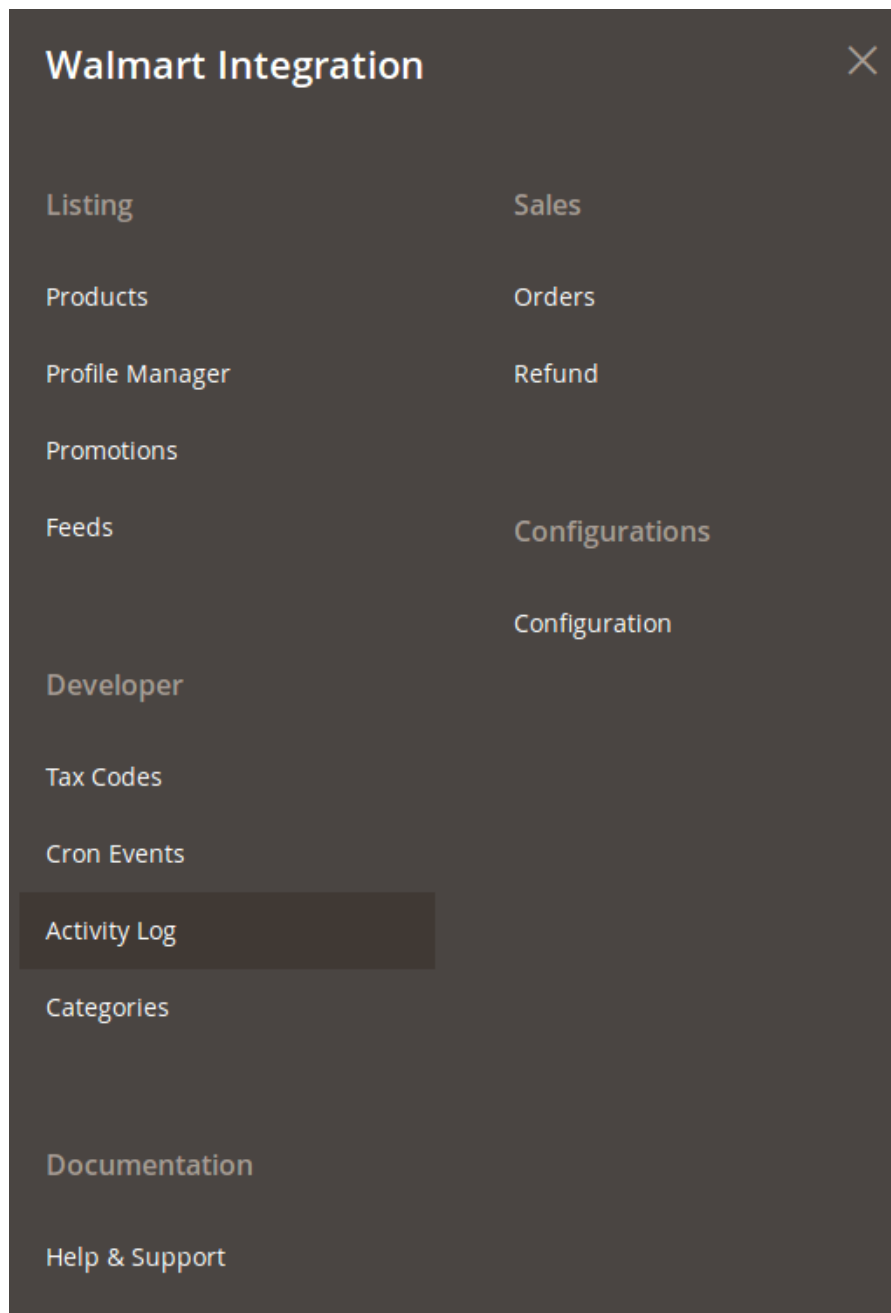 Walmart Integration
Listing
Products
Profile Manager
Promotions
Feeds
Developer
Tax Codes
Cron Events
Activity Log
Categories
Documentation
Help & Support
Sales
Orders
Refund
Configurations
Configuration